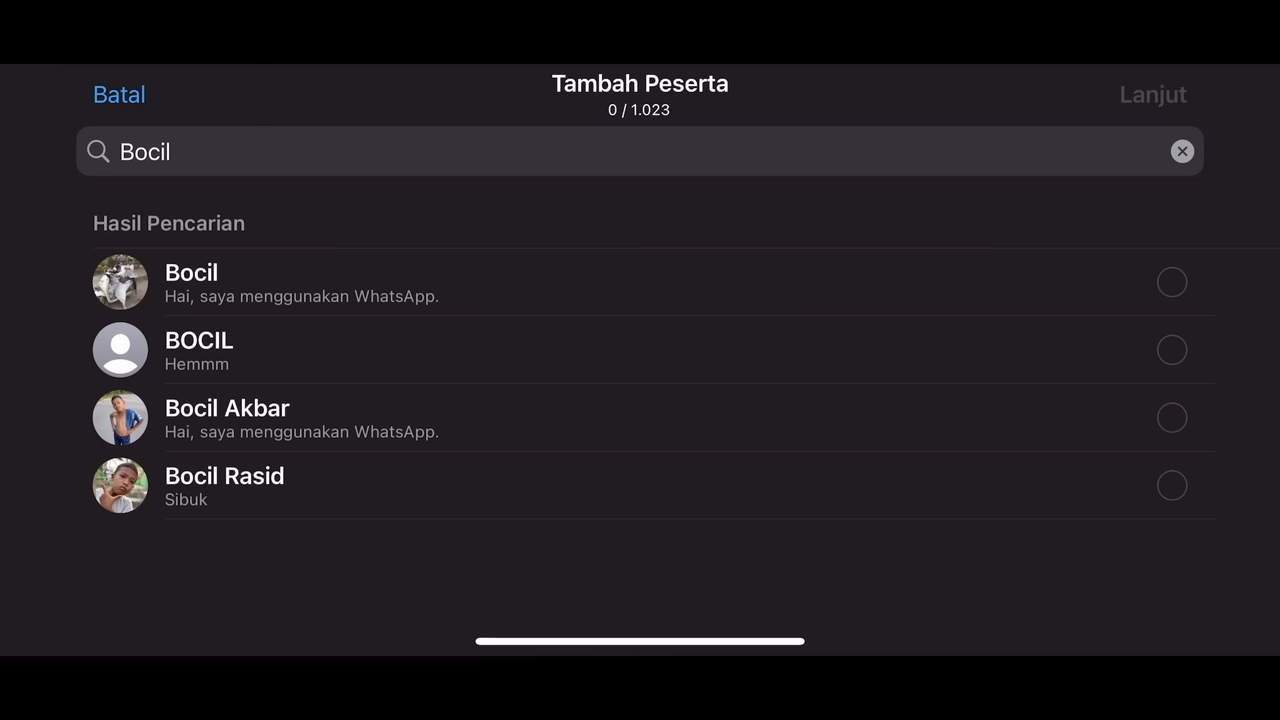 Batal
Tambah Peserta
0 / 1.023
Lanjut
Bocil
Hasil Pencarian
Bocil
Hai, saya menggunakan WhatsApp.
BOCIL
Hemmm
Bocil Akbar
Hai, saya menggunakan WhatsApp.
Bocil Rasid
Sibuk